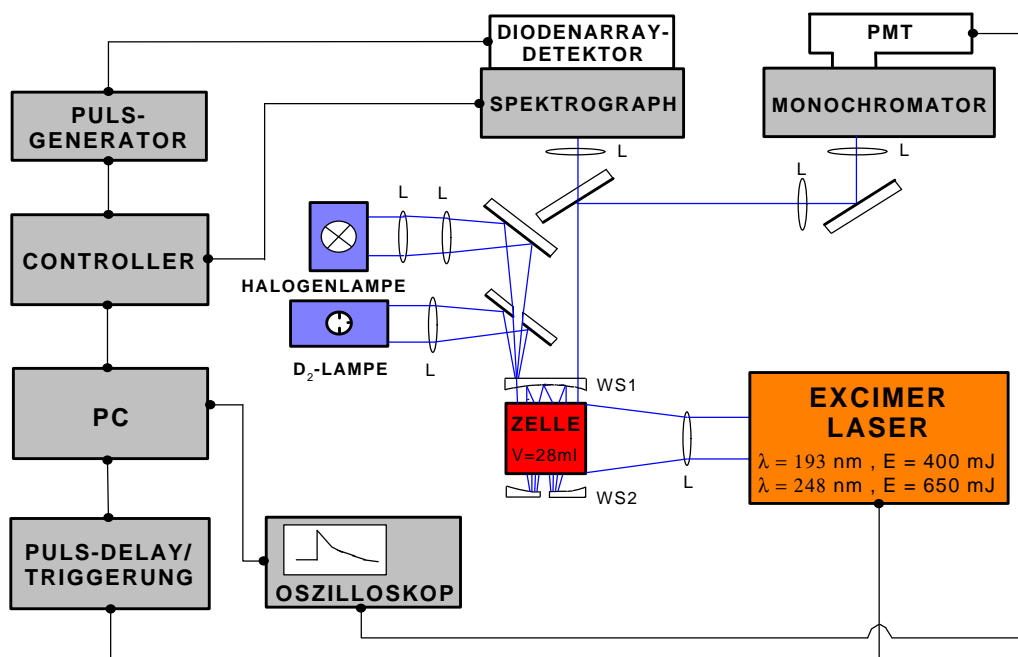 DIODENARRAY-
DETEKTOR
PMT
SPEKTROGRAPH
MONOCHROMATOR
PULS-
GENERATOR
L
L
L
L
L
CONTROLLER
HALOGENLAMPE
D₂-LAMPE
L
WS1
PC
ZELLE
V=28ml
EXCIMER
LASER
λ = 193 nm , E = 400 mJ
λ = 248 nm , E = 650 mJ
L
WS2
PULS-DELAY/
TRIGGERUNG
OSZILLOSKOP